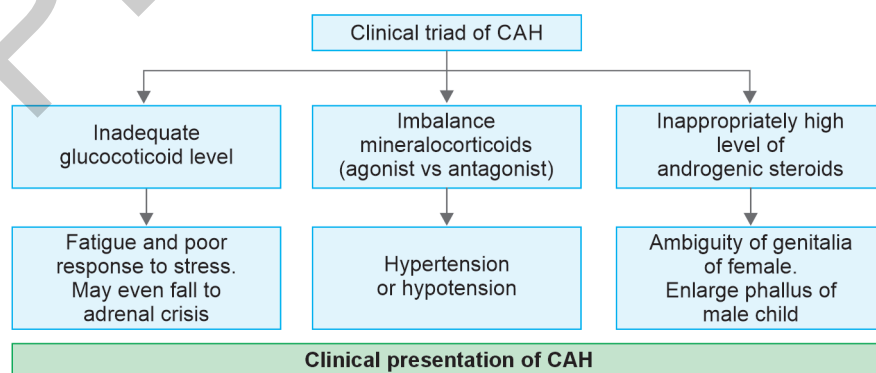 Clinical triad of CAH
Inadequate
glucocoticoid level
Imbalance
mineralocorticoids
(agonist vs antagonist)
Inappropriately high
level of
androgenic steroids
Fatigue and poor
response to stress.
May even fall to
adrenal crisis
Hypertension
or hypotension
Ambiguity of genitalia
of female.
Enlarge phallus of
male child
Clinical presentation of CAH